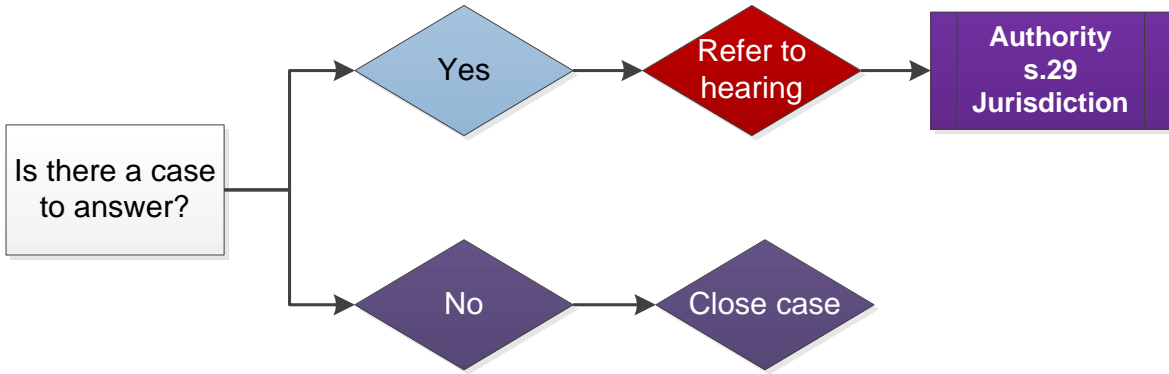 Is there a case
to answer?
Yes
Refer to
hearing
Authority
s.29
Jurisdiction
No
Close case